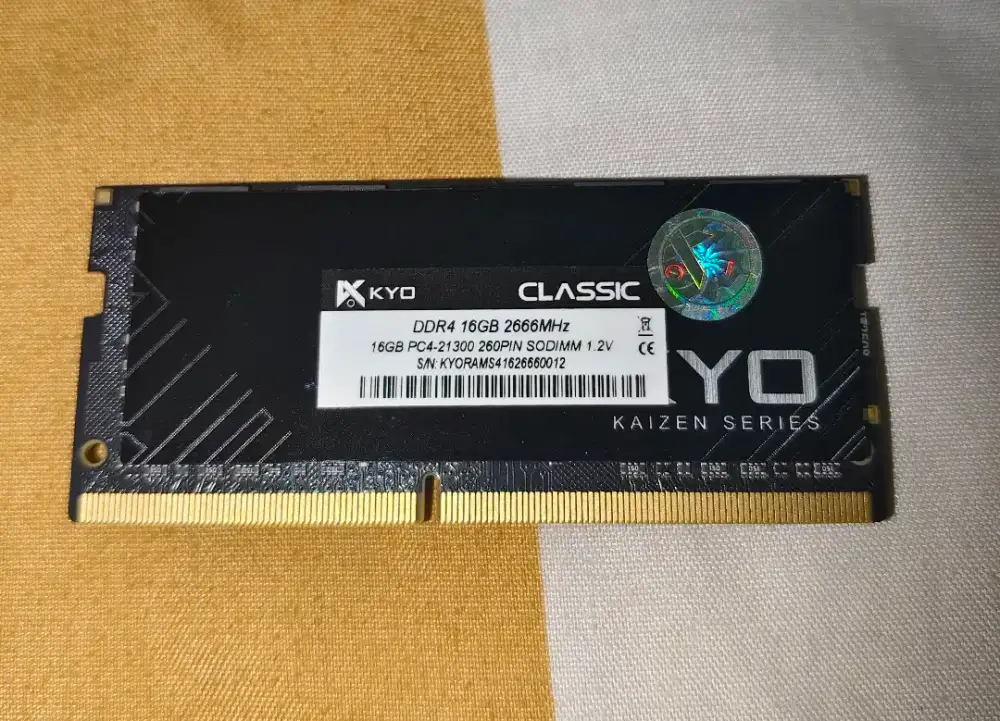 KYO
CLASSIC
DDR4 16GB 2666MHz
16GB PC4-21300 260PIN SODIMM 1.2V
S/N: KYORAMS41626660012
CE
KYO
KAIZEN SERIES